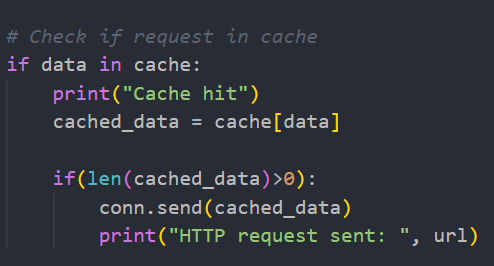 # Check if request in cache
if data in cache:
    print("Cache hit")
    cached_data = cache[data]
    if(len(cached_data)>0):
        conn.send(cached_data)
        print("HTTP request sent: ", url)